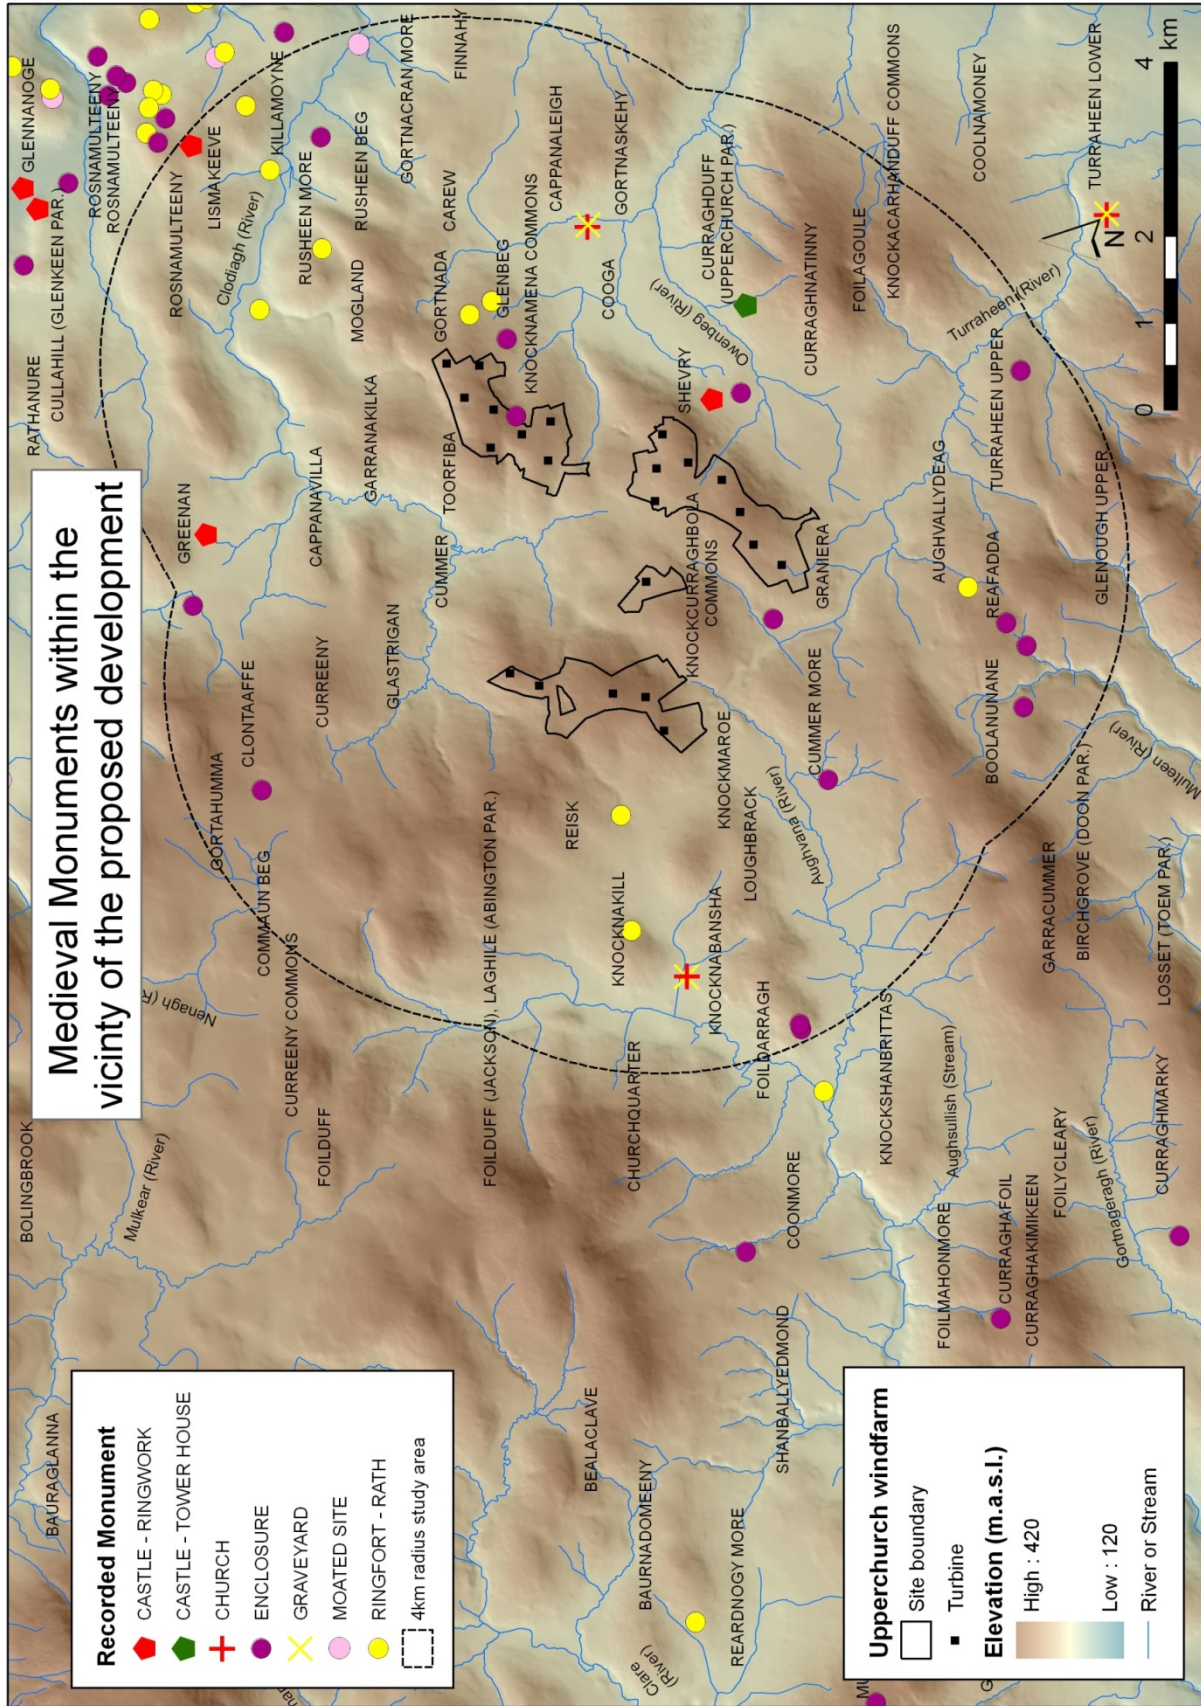 Medieval Monuments within the
vicinity of the proposed development
Recorded Monument
CASTLE - RINGWORK
CASTLE - TOWER HOUSE
CHURCH
ENCLOSURE
GRAVEYARD
MOATED SITE
RINGFORT - RATH
4km radius study area
Upperchurch windfarm
Site boundary
Turbine
Elevation (m.a.s.l.)
High : 420
Low : 120
River or Stream
BAURAGLANNA
BOLINGBROOK
Mulkear (River)
Nenagh (R
CURREENY COMMONS
FOILDUFF
COMMAUN BEG
GORTAHUMMA
CLONTAAFFE
CURREENY
GLASTRIGAN
GREENAN
CAPPANAVILLA
GARRANAKILKA
CUMMER
TOORFIBA
RATHANURE
CULLAHILL (GLENKEEN PAR.)
GLENNANOGE
ROSNAMULTEENY
ROSNAMULTEENY
ROSNAMULTEENY
LISMAKEEVE
Clodiagh (River)
KILLAMOYNE
RUSHEEN MORE
RUSHEEN BEG
MOGLAND
GORTNACRAN MORE
FINNAHY
CAREW
GORTNADA
GLENBEG
KNOCKNAMENA COMMONS
CAPPANALEIGH
GORTNASKEHY
COOGA
Owenbeg (River)
SHEVRY
CURRAGHDUFF
(UPPERCHURCH PAR.)
CURRAGHNATINNY
FOILAGOULE
KNOCKACARHANDUFF COMMONS
COOLNAMONEY
TURRAHEEN LOWER
Turraheen (River)
TURRAHEEN UPPER
AUGHVALLYDEAG
REAFADDA
GLENOUGH UPPER
GRANIERA
KNOCKCURRAGHBOLA
COMMONS
CUMMER MORE
BOOLANUNANE
Multeen (River)
KNOCKMAROE
LOUGHBRACK
Aughvana (River)
REISK
KNOCKNAKILL
KNOCKNABANSHA
FOILDUFF (JACKSON), LAGHILE (ABINGTON PAR.)
CHURCHQUARTER
FOILDARRAGH
KNOCKSHANBRITTAS
Aughsullish (Stream)
GARRACUMMER
BIRCHGROVE (DOON PAR.)
LOSSET (TOEM PAR.)
CURRAGHMARKY
Gortnageragh (River)
FOILYCLEARY
CURRAGHAFOIL
CURRAGHAKIMIKEEN
FOILMAHONMORE
COONMORE
SHANBALLYEDMOND
BEALACLAVE
BAURNADOMEENY
REARDNOGY MORE
Clare
(River)
N
0 1 2 4
km